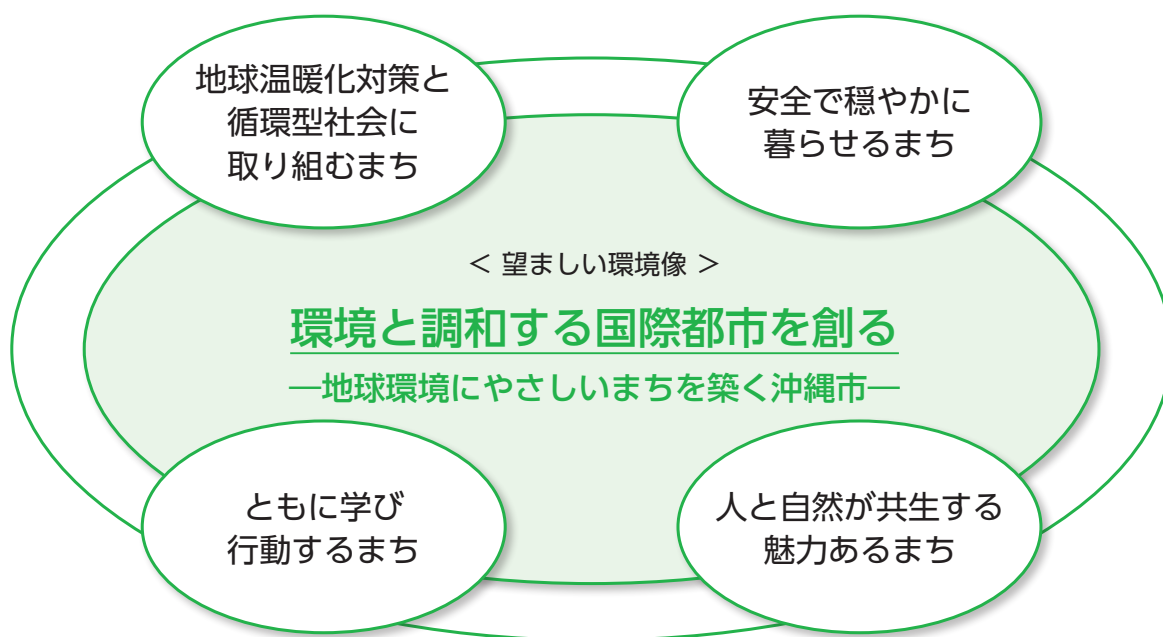 地球温暖化対策と
循環型社会に
取り組むまち
安全で穏やかに
暮らせるまち
＜ 望ましい環境像 ＞
環境と調和する国際都市を創る
―地球環境にやさしいまちを築く沖縄市―
ともに学び
行動するまち
人と自然が共生する
魅力あるまち